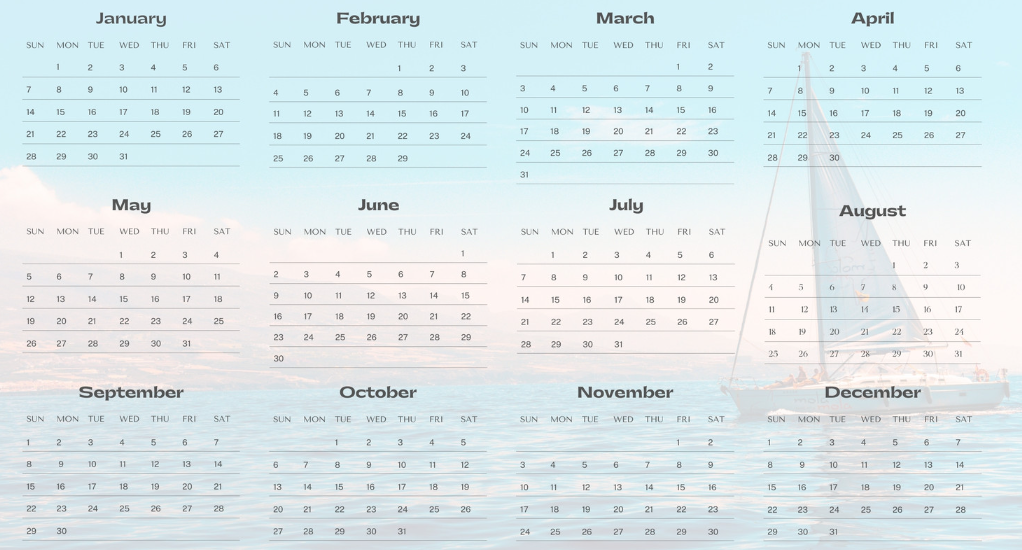 January
SUN MON TUE WED THU FRI SAT
1 2 3 4 5 6
7 8 9 10 11 12 13
14 15 16 17 18 19 20
21 22 23 24 25 26 27
28 29 30 31
February
SUN MON TUE WED THU FRI SAT
1 2 3
4 5 6 7 8 9 10
11 12 13 14 15 16 17
18 19 20 21 22 23 24
25 26 27 28 29
March
SUN MON TUE WED THU FRI SAT
1 2
3 4 5 6 7 8 9
10 11 12 13 14 15 16
17 18 19 20 21 22 23
24 25 26 27 28 29 30
31
April
SUN MON TUE WED THU FRI SAT
1 2 3 4 5 6
7 8 9 10 11 12 13
14 15 16 17 18 19 20
21 22 23 24 25 26 27
28 29 30
May
SUN MON TUE WED THU FRI SAT
1 2 3 4
5 6 7 8 9 10 11
12 13 14 15 16 17 18
19 20 21 22 23 24 25
26 27 28 29 30 31
June
SUN MON TUE WED THU FRI SAT
1
2 3 4 5 6 7 8
9 10 11 12 13 14 15
16 17 18 19 20 21 22
23 24 25 26 27 28 29
30
July
SUN MON TUE WED THU FRI SAT
1 2 3 4 5 6
7 8 9 10 11 12 13
14 15 16 17 18 19 20
21 22 23 24 25 26 27
28 29 30 31
August
SUN MON TUE WED THU FRI SAT
1 2 3
4 5 6 7 8 9 10
11 12 13 14 15 16 17
18 19 20 21 22 23 24
25 26 27 28 29 30 31
September
SUN MON TUE WED THU FRI SAT
1 2 3 4 5 6 7
8 9 10 11 12 13 14
15 16 17 18 19 20 21
22 23 24 25 26 27 28
29 30
October
SUN MON TUE WED THU FRI SAT
1 2 3 4 5
6 7 8 9 10 11 12
13 14 15 16 17 18 19
20 21 22 23 24 25 26
27 28 29 30 31
November
SUN MON TUE WED THU FRI SAT
1 2
3 4 5 6 7 8 9
10 11 12 13 14 15 16
17 18 19 20 21 22 23
24 25 26 27 28 29 30
December
SUN MON TUE WED THU FRI SAT
1 2 3 4 5 6 7
8 9 10 11 12 13 14
15 16 17 18 19 20 21
22 23 24 25 26 27 28
29 30 31